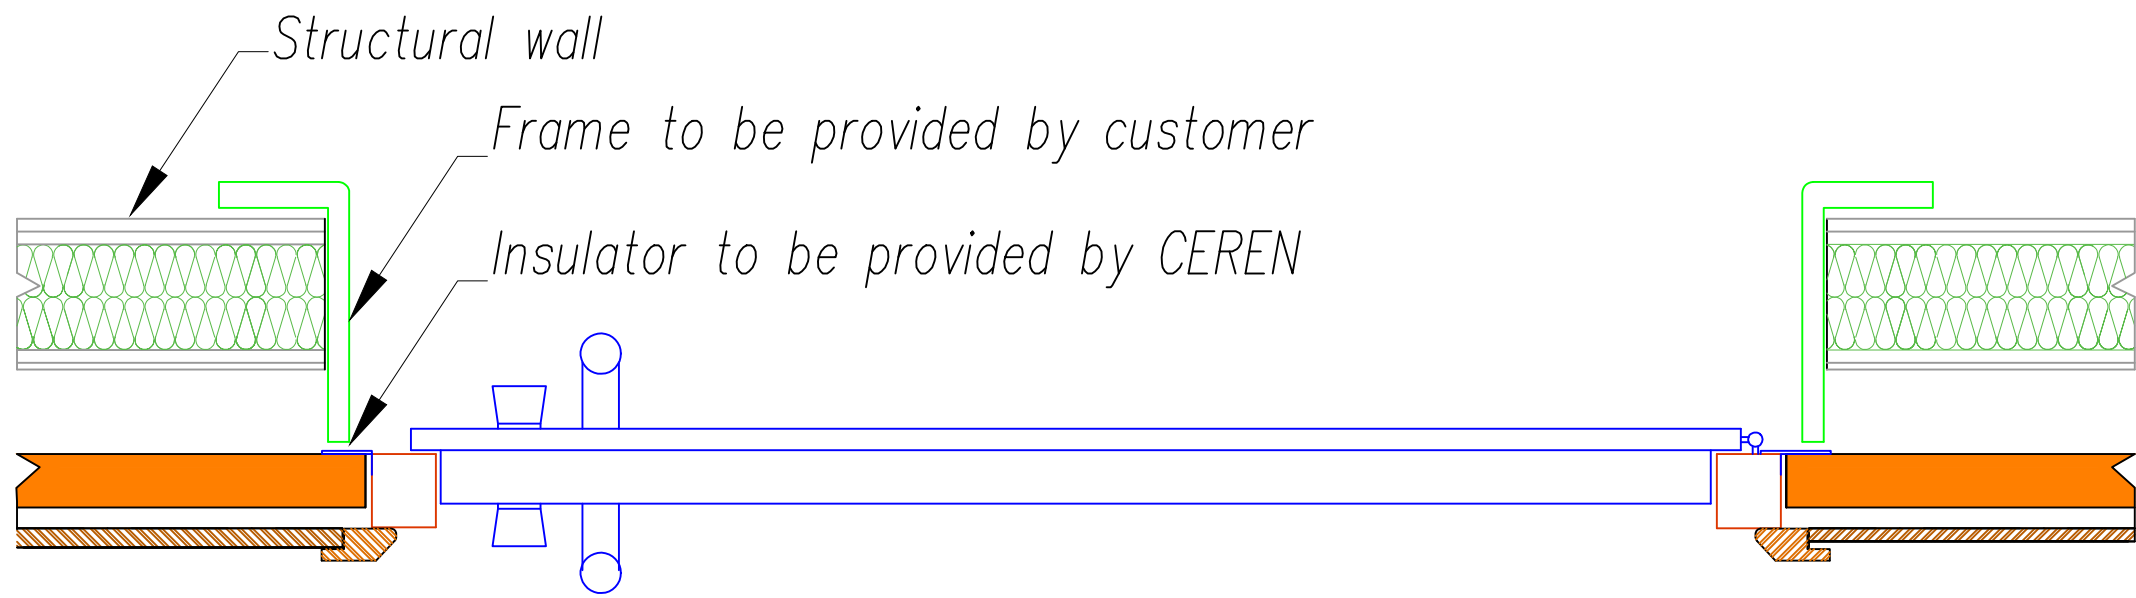 Structural wall
Frame to be provided by customer
Insulator to be provided by CEREN